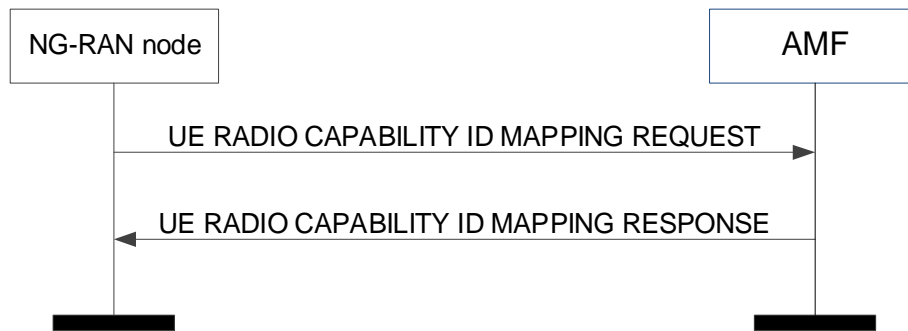 NG-RAN node
AMF
UE RADIO CAPABILITY ID MAPPING REQUEST
UE RADIO CAPABILITY ID MAPPING RESPONSE